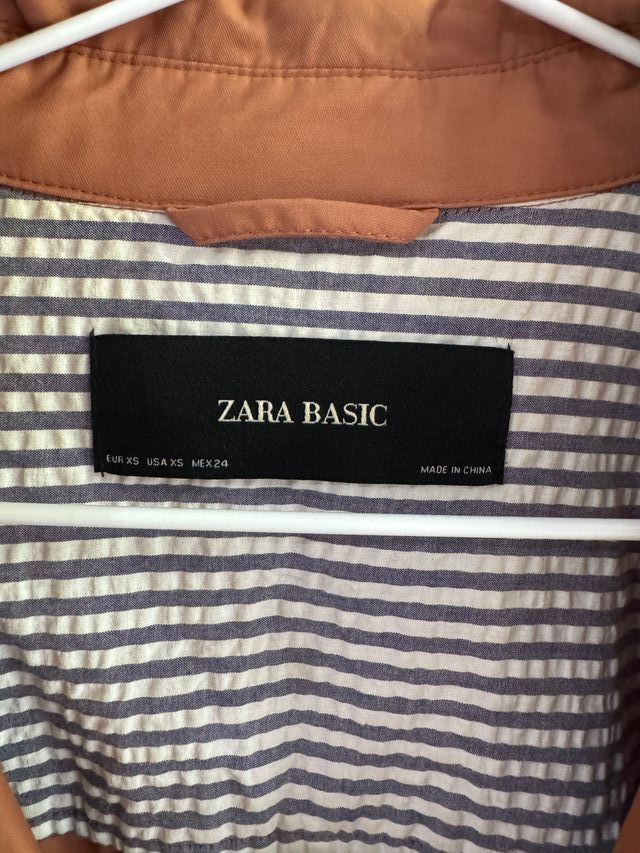 ZARA BASIC
EUR XS USA XS MEX 24
MADE IN CHINA